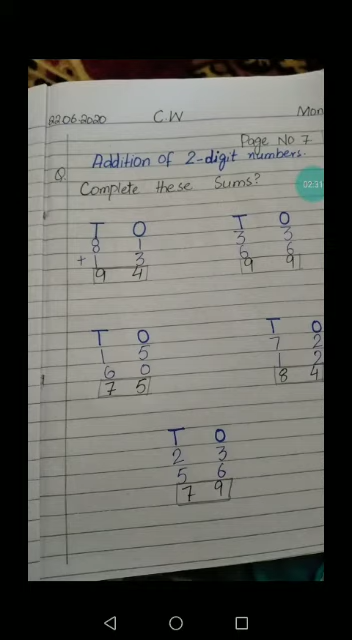 22.06.2020 C.W Mon
Page No 7
Addition of 2-digit numbers.
Q. Complete these Sums?
02:31
T O T O
8 1 3 3
+ 1 3 6 6
9 4 9 9
T O T O
1 5 7 2
6 0 1 2
7 5 8 4
T O
2 3
5 6
7 9